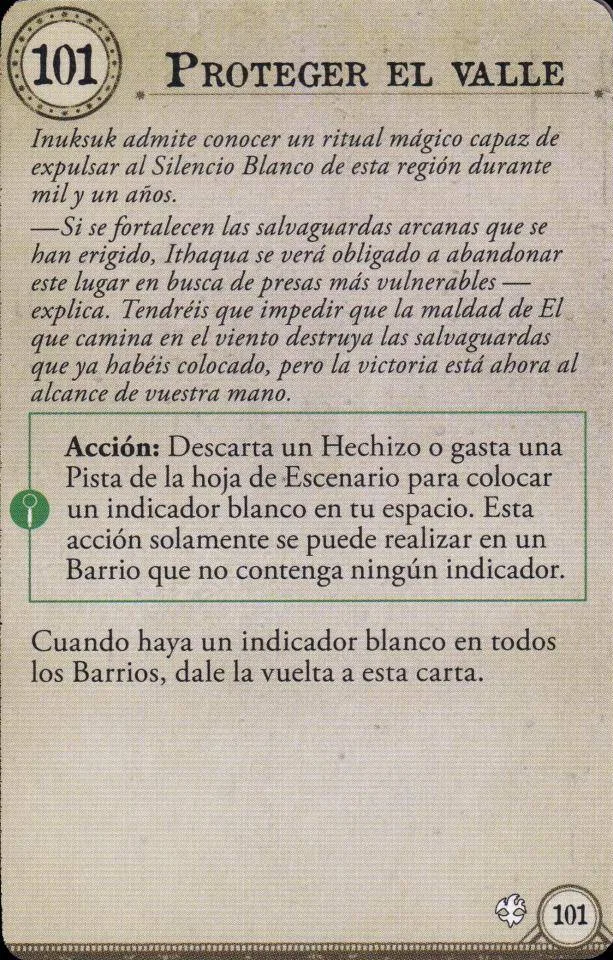 101
PROTEGER EL VALLE
Inuksuk admite conocer un ritual mágico capaz de
expulsar al Silencio Blanco de esta región durante
mil y un años.
—Si se fortalecen las salvaguardas arcanas que se
han erigido, Ithaqua se verá obligado a abandonar
este lugar en busca de presas más vulnerables —
explica. Tendréis que impedir que la maldad de El
que camina en el viento destruya las salvaguardas
que ya habéis colocado, pero la victoria está ahora al
alcance de vuestra mano.
Acción: Descarta un Hechizo o gasta una
Pista de la hoja de Escenario para colocar
un indicador blanco en tu espacio. Esta
acción solamente se puede realizar en un
Barrio que no contenga ningún indicador.
Cuando haya un indicador blanco en todos
los Barrios, dale la vuelta a esta carta.
101